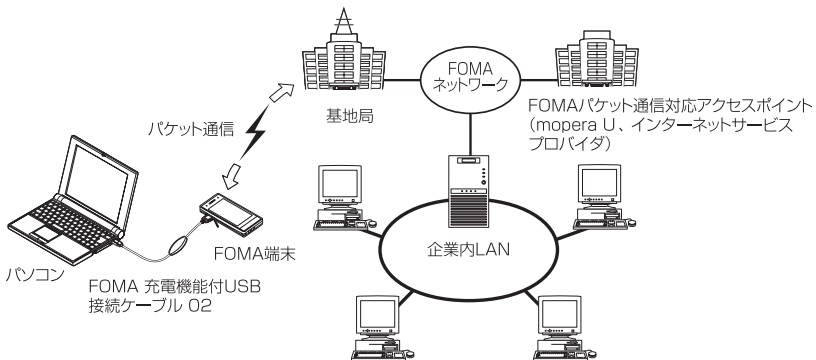 FOMA
ネットワーク
FOMAパケット通信対応アクセスポイント
(mopera U、インターネットサービス
プロバイダ)
基地局
パケット通信
企業内LAN
FOMA端末
パソコン
FOMA 充電機能付USB
接続ケーブル 02